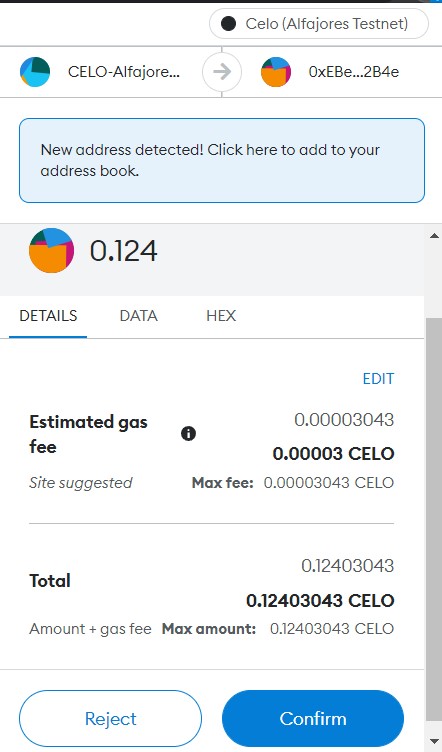 Celo (Alfajores Testnet)
CELO-Alfajore...
0xEBe...2B4e
New address detected! Click here to add to your
address book.
0.124
DETAILS DATA HEX
EDIT
Estimated gas fee
0.00003043
0.00003 CELO
Site suggested Max fee: 0.00003043 CELO
Total
0.12403043
0.12403043 CELO
Amount + gas fee Max amount: 0.12403043 CELO
Reject Confirm